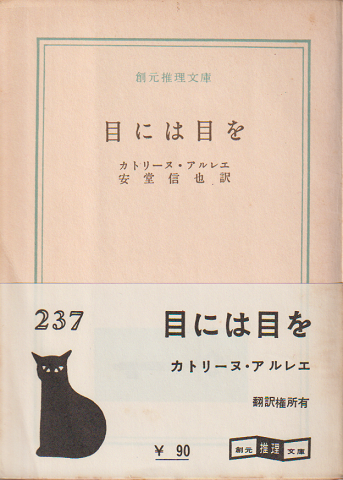 創元推理文庫
目には目を
カトリーヌ・アルレエ
安堂信也訳
237
目には目を
カトリーヌ・アルレエ
翻訳権所有
¥ 90
創元推理文庫